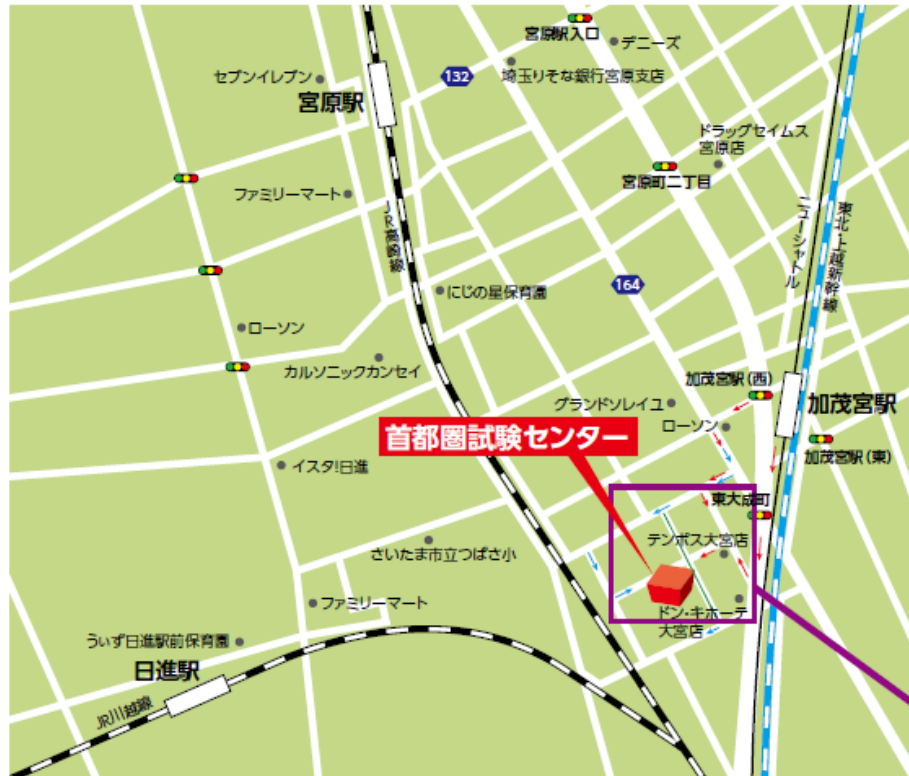 宮原駅入口
デニーズ
セブンイレブン
132
埼玉りそな銀行宮原支店
宮原駅
ドラッグセイムス
宮原店
宮原町二丁目
ファミリーマート
JR高崎線
ニューシャトル
東北・上越新幹線
にじの星保育園
164
ローソン
カルソニックカンセイ
加茂宮駅(西)
グランドソレイユ
加茂宮駅
ローソン
首都圏試験センター
加茂宮駅(東)
イスタ!日進
東大成町
テンポス大宮店
さいたま市立つばさ小
ファミリーマート
ドン・キホーテ
大宮店
うぃず日進駅前保育園
日進駅
JR川越線